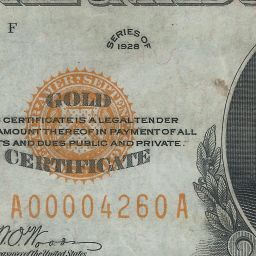 F
SERIES OF
1928
GOLD
CERTIFICATE IS A LEGAL TENDER
AMOUNT THEREOF IN PAYMENT OF ALL
TS AND DUES PUBLIC AND PRIVATE.
CERTIFICATE
A00004260A
W.O. Woods